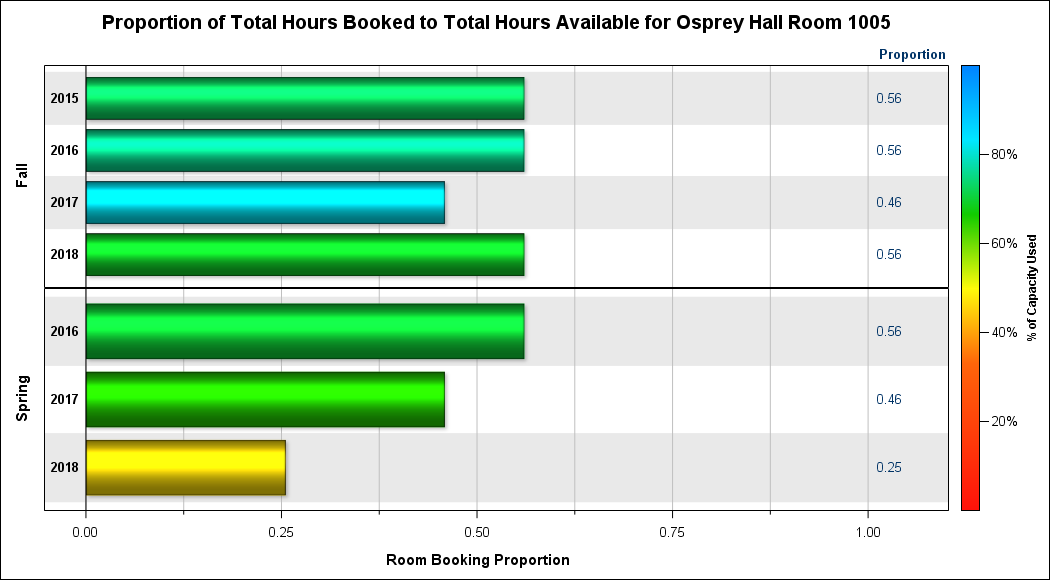 Proportion of Total Hours Booked to Total Hours Available for Osprey Hall Room 1005
Proportion
Fall
2015 0.56
2016 0.56
2017 0.46
2018 0.56
Spring
2016 0.56
2017 0.46
2018 0.25
0.00 0.25 0.50 0.75 1.00
Room Booking Proportion
80%
60%
40%
20%
% of Capacity Used